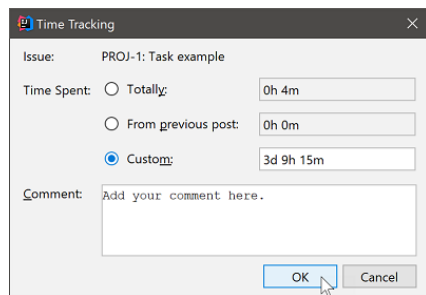 Time Tracking
Issue: PROJ-1: Task example
Time Spent: Totally: 0h 4m
From previous post: 0h 0m
Custom: 3d 9h 15m
Comment: Add your comment here.
OK Cancel